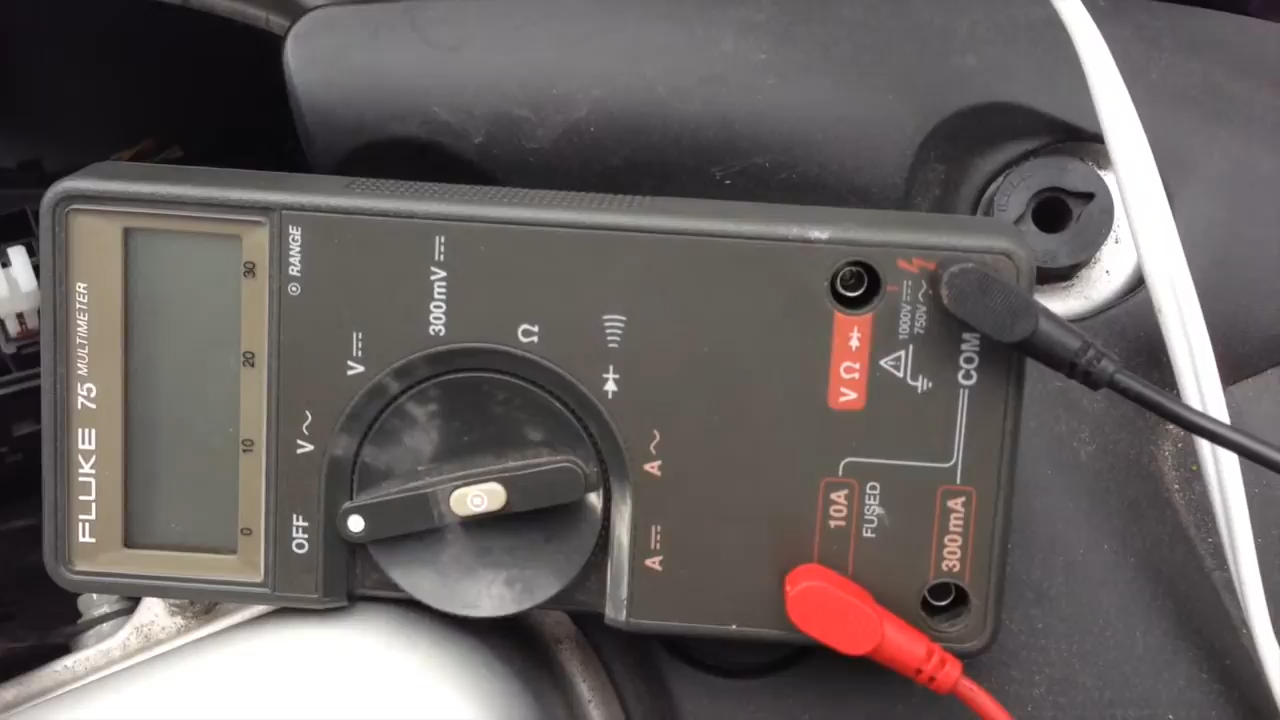 FLUKE 75 MULTIMETER
0 10 20 30
RANGE
OFF
V~
V⎓
300mV⎓
Ω
A~
A⎓
VΩ
1000V⎓
750V~
COM
10A
FUSED
300mA